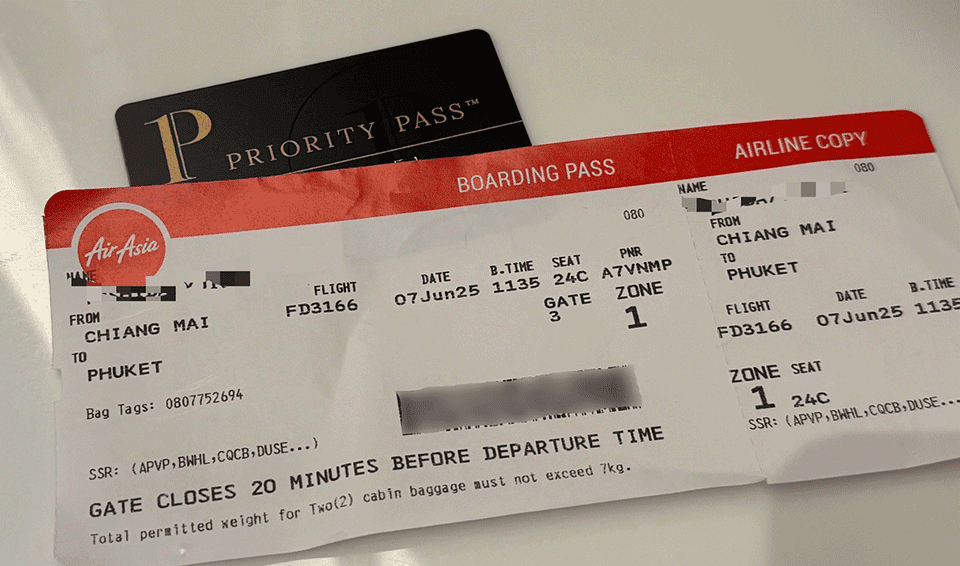 1P
PRIORITY PASS™
BOARDING PASS
AIRLINE COPY
AirAsia
080
NAME
FROM
CHIANG MAI
TO
PHUKET
FLIGHT
FD3166
DATE
07Jun25
B.TIME
1135
SEAT
24C
PNR
A7VNMP
GATE
3
ZONE
1
Bag Tags: 0807752694
SSR: (APVP,BWHL,CQCB,DUSE...)
GATE CLOSES 20 MINUTES BEFORE DEPARTURE TIME
Total permitted weight for Two(2) cabin baggage must not exceed 7kg.
080
NAME
FROM
CHIANG MAI
TO
PHUKET
FLIGHT
FD3166
DATE
07Jun25
B.TIME
1135
ZONE
1
SEAT
24C
SSR: (APVP,BWHL,CQCB,DUSE...